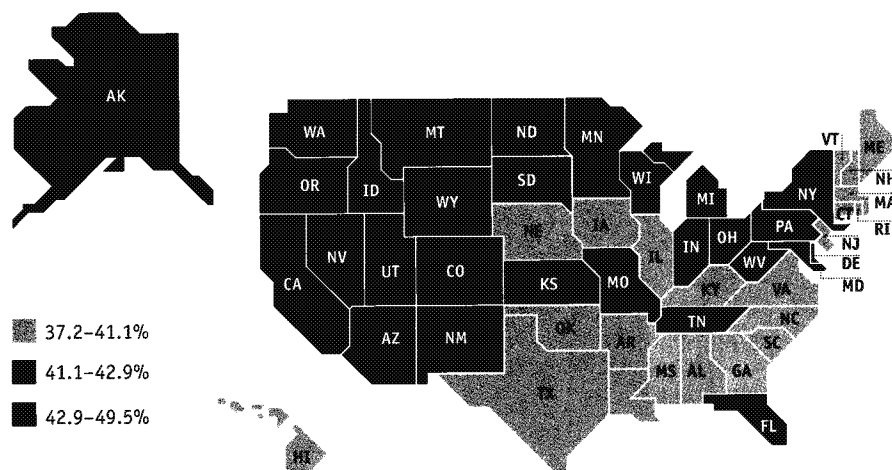 AK
WA
MT
ND
MN
VT
ME
OR
ID
SD
WI
MI
NY
NH
WY
MA
CT
RI
NE
IA
PA
NJ
NV
UT
CO
IL
IN
OH
WV
DE
CA
KS
MO
KY
VA
MD
AZ
NM
OK
AR
TN
NC
SC
TX
MS
AL
GA
FL
HI
37.2–41.1%
41.1–42.9%
42.9–49.5%